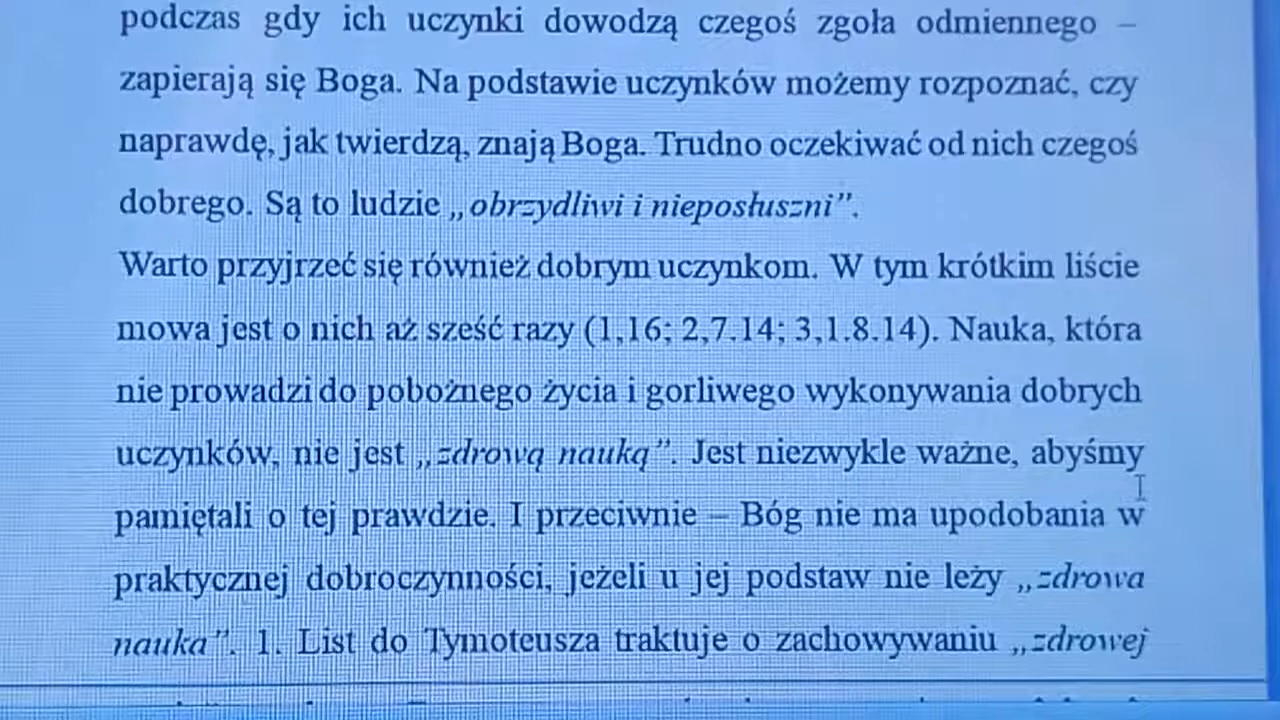 podczas gdy ich uczynki dowodzą czegoś zgoła odmiennego –
zapierają się Boga. Na podstawie uczynków możemy rozpoznać, czy
naprawdę, jak twierdzą, znają Boga. Trudno oczekiwać od nich czegoś
dobrego. Są to ludzie „obrzydliwi i nieposłuszni”.
Warto przyjrzeć się również dobrym uczynkom. W tym krótkim liście
mowa jest o nich aż sześć razy (1,16; 2,7.14; 3,1.8.14). Nauka, która
nie prowadzi do pobożnego życia i gorliwego wykonywania dobrych
uczynków, nie jest „zdrową nauką”. Jest niezwykle ważne, abyśmy
pamiętali o tej prawdzie. I przeciwnie – Bóg nie ma upodobania w
praktycznej dobroczynności, jeżeli u jej podstaw nie leży „zdrowa
nauka”. 1. List do Tymoteusza traktuje o zachowywaniu „zdrowej